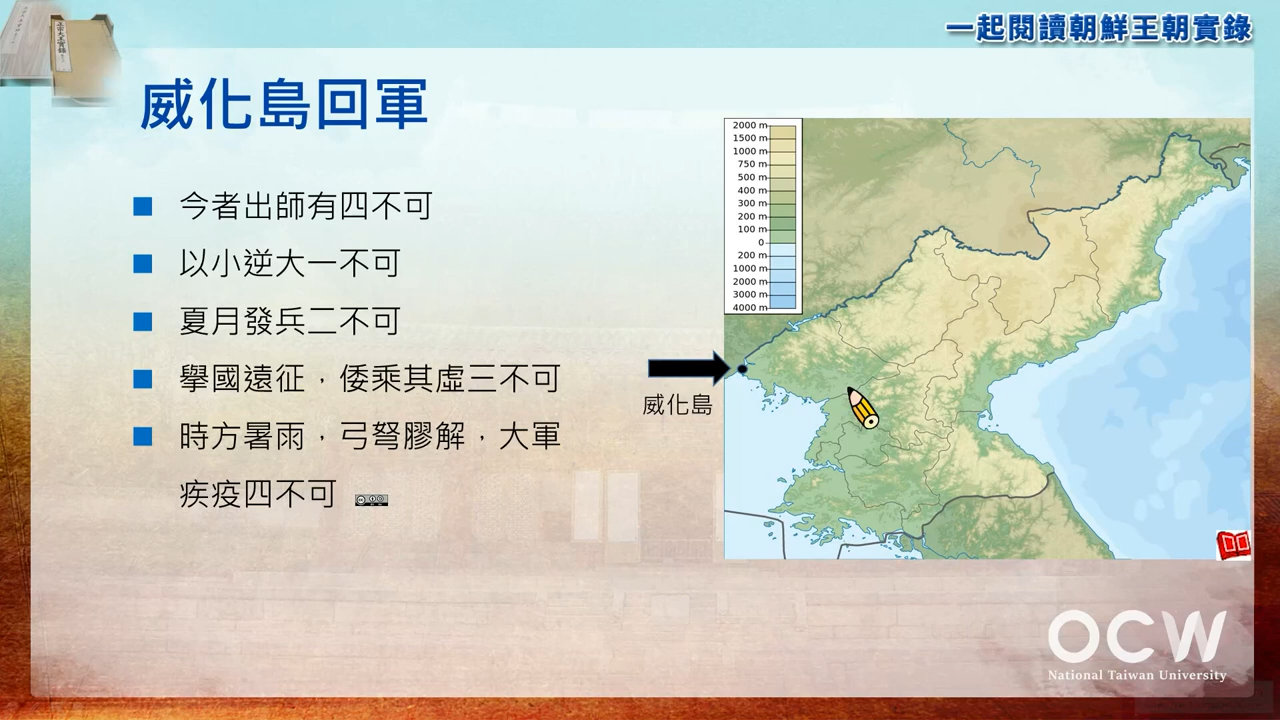 一起閱讀朝鮮王朝實錄
威化島回軍
今者出師有四不可
以小逆大一不可
夏月發兵二不可
擧國遠征，倭乘其虛三不可
時方暑雨，弓弩膠解，大軍
疾疫四不可
威化島
2000 m
1500 m
1000 m
750 m
500 m
400 m
300 m
200 m
100 m
0
200 m
1000 m
2000 m
3000 m
4000 m
OCW
National Taiwan University